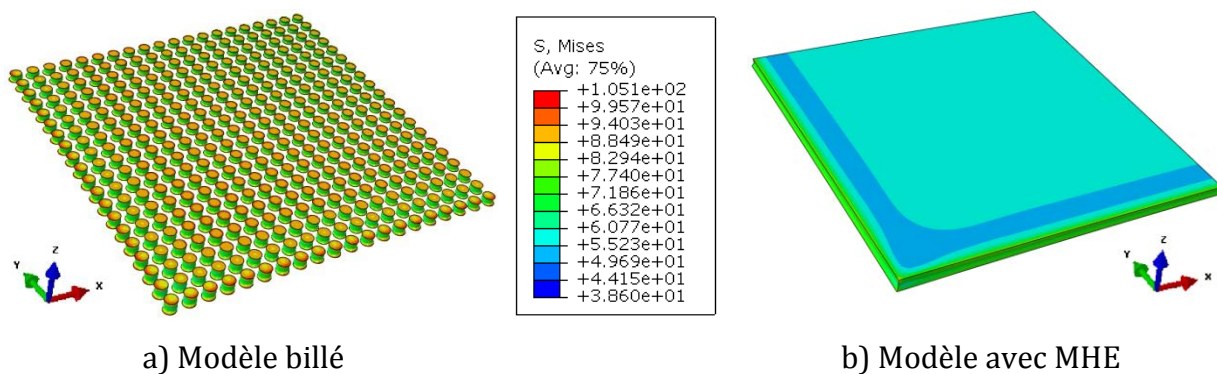 S, Mises
(Avg: 75%)
+1.051e+02
+9.957e+01
+9.403e+01
+8.849e+01
+8.294e+01
+7.740e+01
+7.186e+01
+6.632e+01
+6.077e+01
+5.523e+01
+4.969e+01
+4.415e+01
+3.860e+01
Y Z X
Y Z X
a) Modèle billé
b) Modèle avec MHE